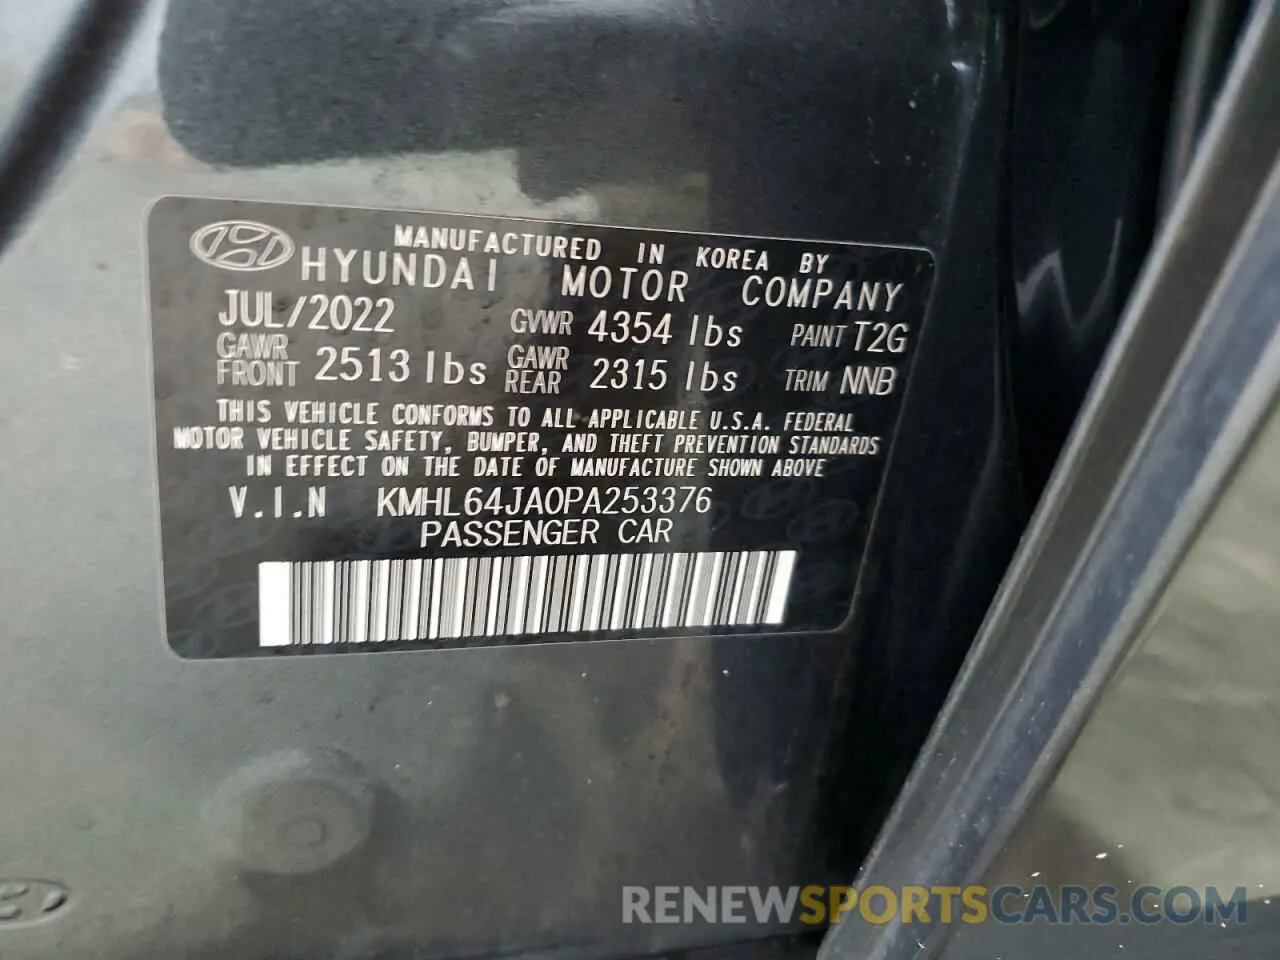 MANUFACTURED IN KOREA BY
HYUNDAI MOTOR COMPANY
JUL/2022 GVWR 4354 lbs PAINT T2G
GAWR FRONT 2513 lbs GAWR REAR 2315 lbs TRIM NNB
THIS VEHICLE CONFORMS TO ALL APPLICABLE U.S.A. FEDERAL
MOTOR VEHICLE SAFETY, BUMPER, AND THEFT PREVENTION STANDARDS
IN EFFECT ON THE DATE OF MANUFACTURE SHOWN ABOVE
V.I.N KMHL64JA0PA253376
PASSENGER CAR
RENEWSPORTSCARS.COM